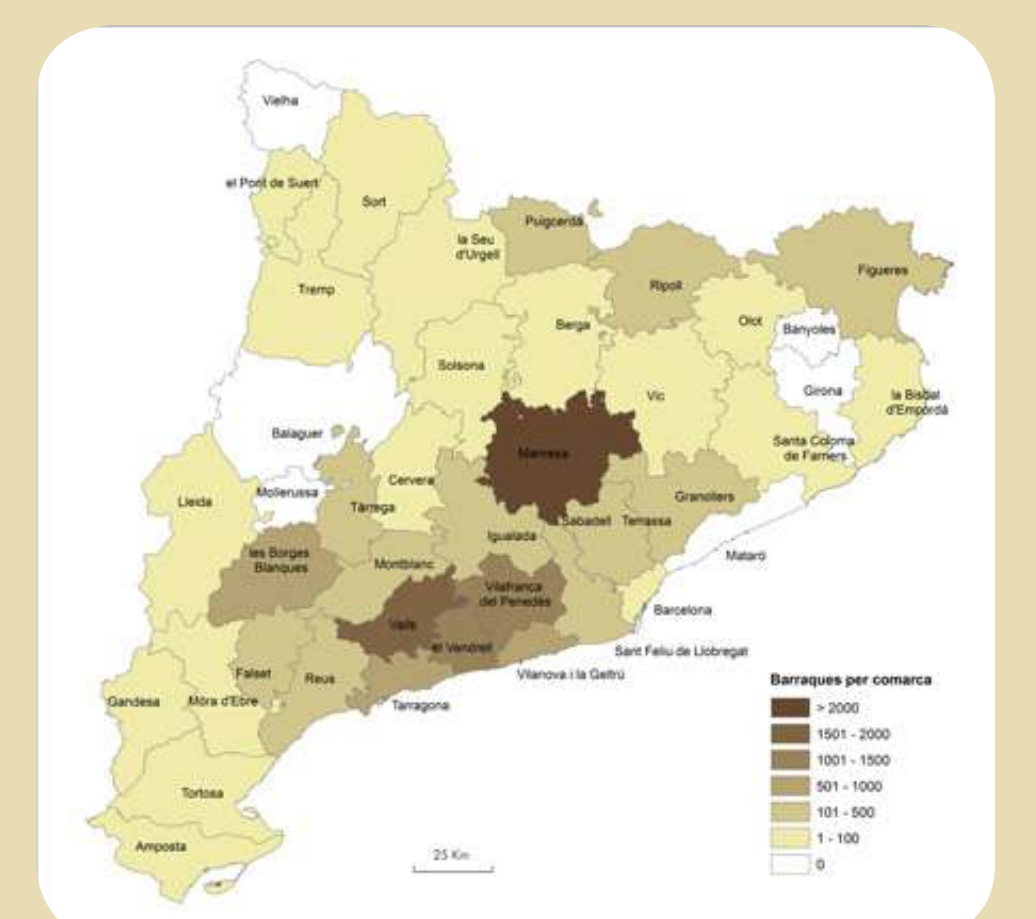 Vielha
el Pont de Suert
Sort
Puigcerdà
la Seu
d'Urgell
Ripoll
Figueres
Tremp
Berga
Olot
Banyoles
Solsona
Girona
Vic
la Bisbal
d'Empordà
Balaguer
Santa Coloma
de Farners
Manresa
Cervera
Mollerussa
Lleida
Granollers
Tàrrega
Sabadell
Terrassa
Igualada
les Borges
Blanques
Montblanc
Mataró
Vilafranca
del Penedès
Barcelona
Valls
el Vendrell
Sant Feliu de Llobregat
Vilanova i la Geltrú
Falset
Reus
Gandesa
Móra d'Ebre
Tarragona
Tortosa
Amposta
25 Km
Barraques per comarca
> 2000
1501 - 2000
1001 - 1500
501 - 1000
101 - 500
1 - 100
0